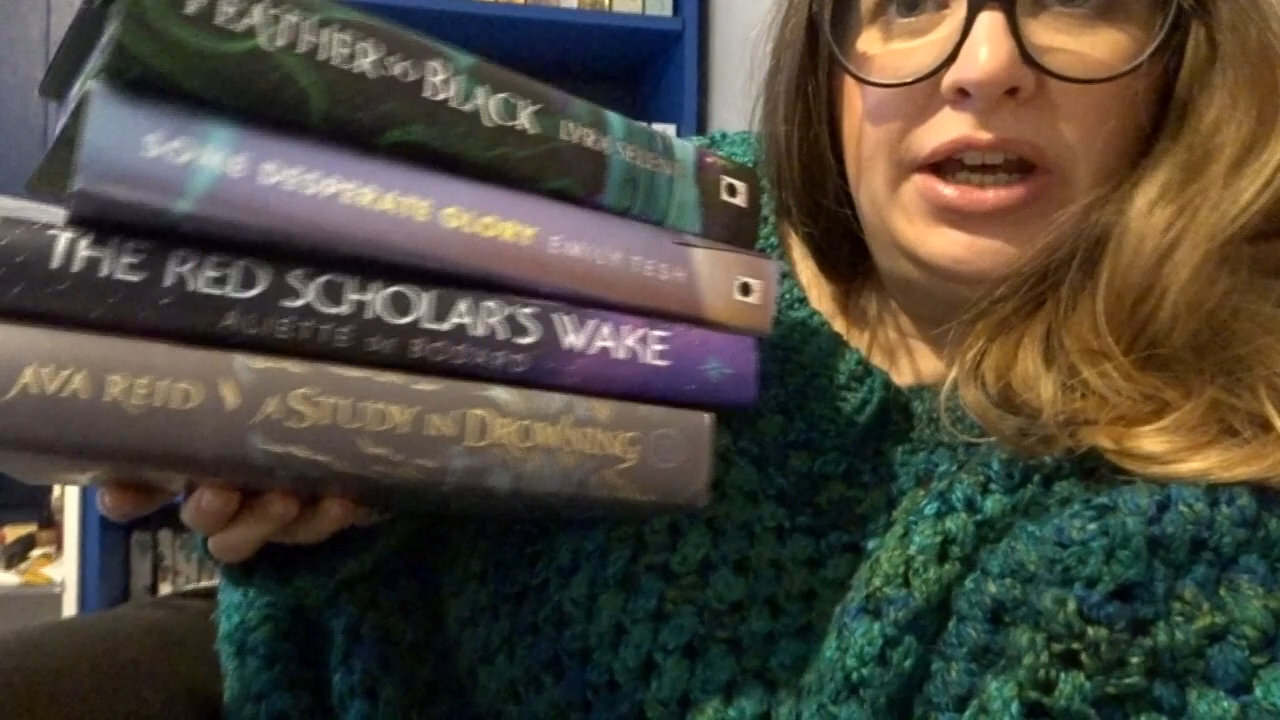 FEATHER SO BLACK LYRA SELENE
SOME DESPERATE GLORY EMILY TESH
THE RED SCHOLAR'S WAKE
ALIETTE de BODARD
AVA REID A STUDY IN DROWNING